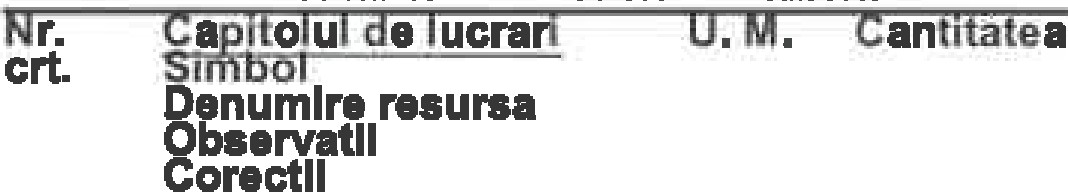 Nr. Capitolul de lucrari U. M. Cantitatea
crt. Simbol
Denumire resursa
Observatii
Corectii